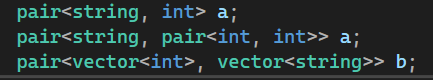 pair<string, int> a;
pair<string, pair<int, int>> a;
pair<vector<int>, vector<string>> b;